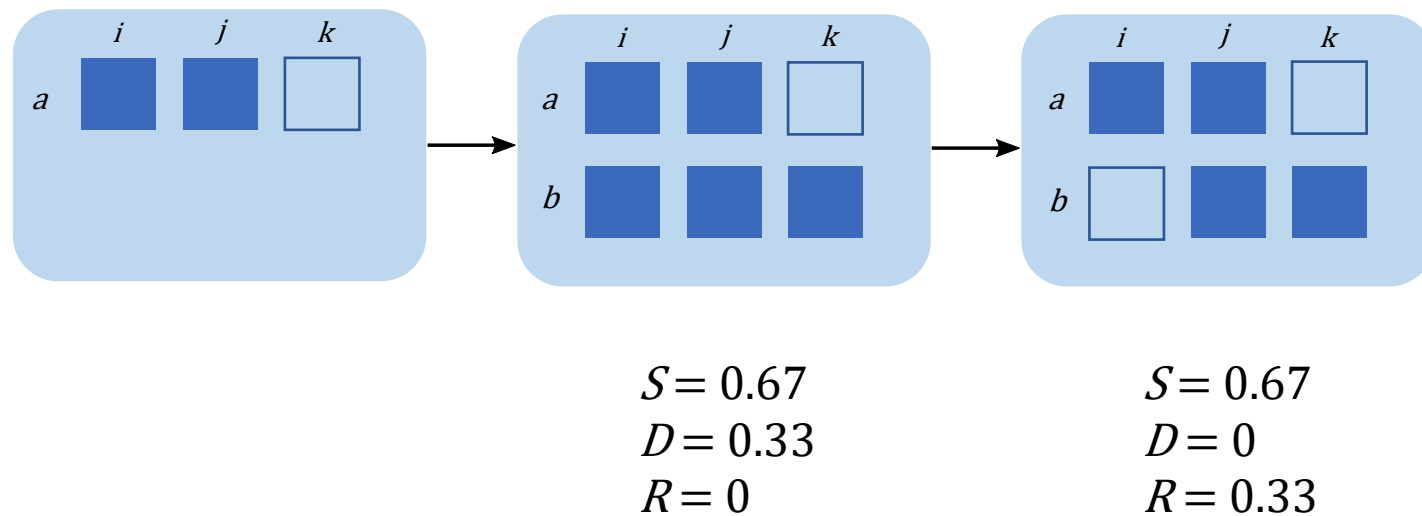 i j k
a
i j k
a
b
i j k
a
b
S = 0.67
D = 0.33
R = 0
S = 0.67
D = 0
R = 0.33